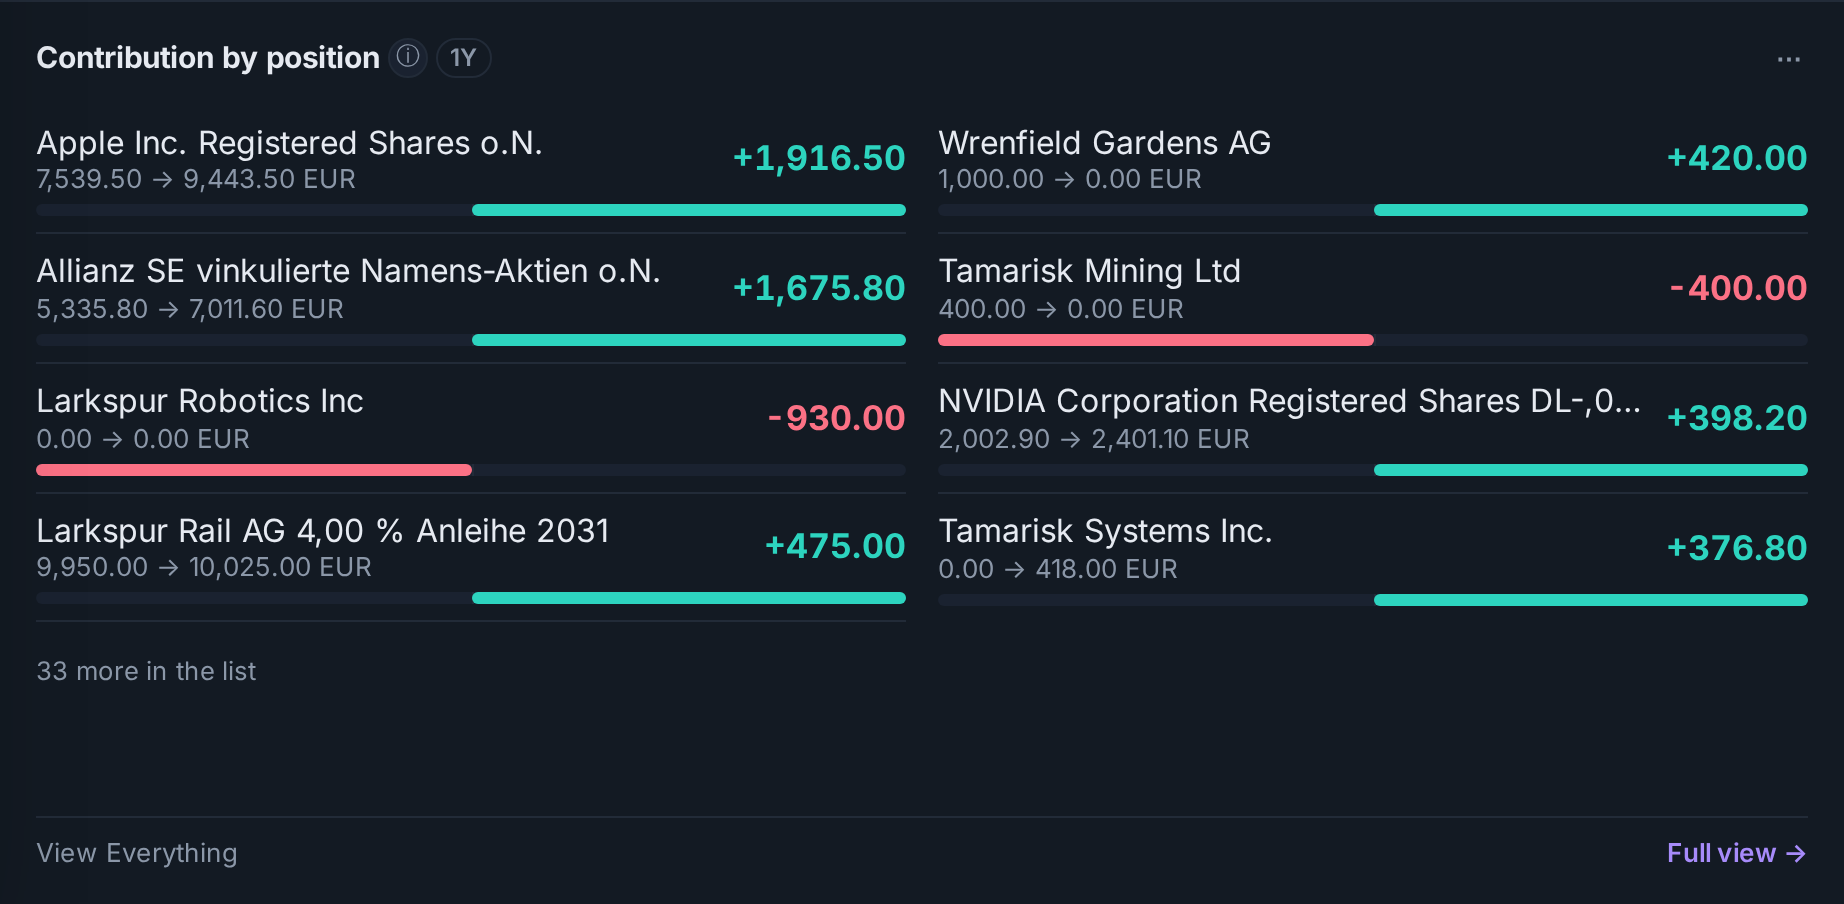 Contribution by position ⓘ 1Y
...
Apple Inc. Registered Shares o.N.
+1,916.50
7,539.50 → 9,443.50 EUR
Allianz SE vinkulierte Namens-Aktien o.N.
+1,675.80
5,335.80 → 7,011.60 EUR
Larkspur Robotics Inc
-930.00
0.00 → 0.00 EUR
Larkspur Rail AG 4,00 % Anleihe 2031
+475.00
9,950.00 → 10,025.00 EUR
Wrenfield Gardens AG
+420.00
1,000.00 → 0.00 EUR
Tamarisk Mining Ltd
-400.00
400.00 → 0.00 EUR
NVIDIA Corporation Registered Shares DL-,0...
+398.20
2,002.90 → 2,401.10 EUR
Tamarisk Systems Inc.
+376.80
0.00 → 418.00 EUR
33 more in the list
View Everything
Full view →